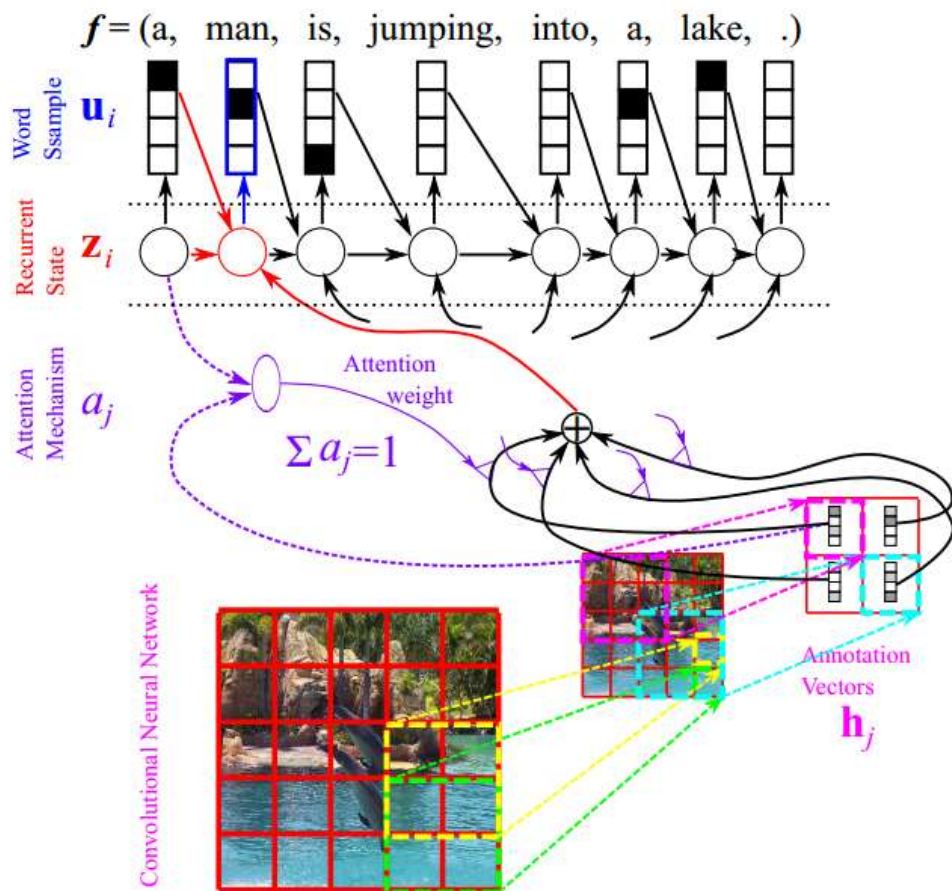 f = (a, man, is, jumping, into, a, lake, .)
Word
Ssample
u_i
Recurrent
State
z_i
Attention
Mechanism
a_j
Attention
weight
Σ a_j=1
Convolutional Neural Network
Annotation
Vectors
h_j